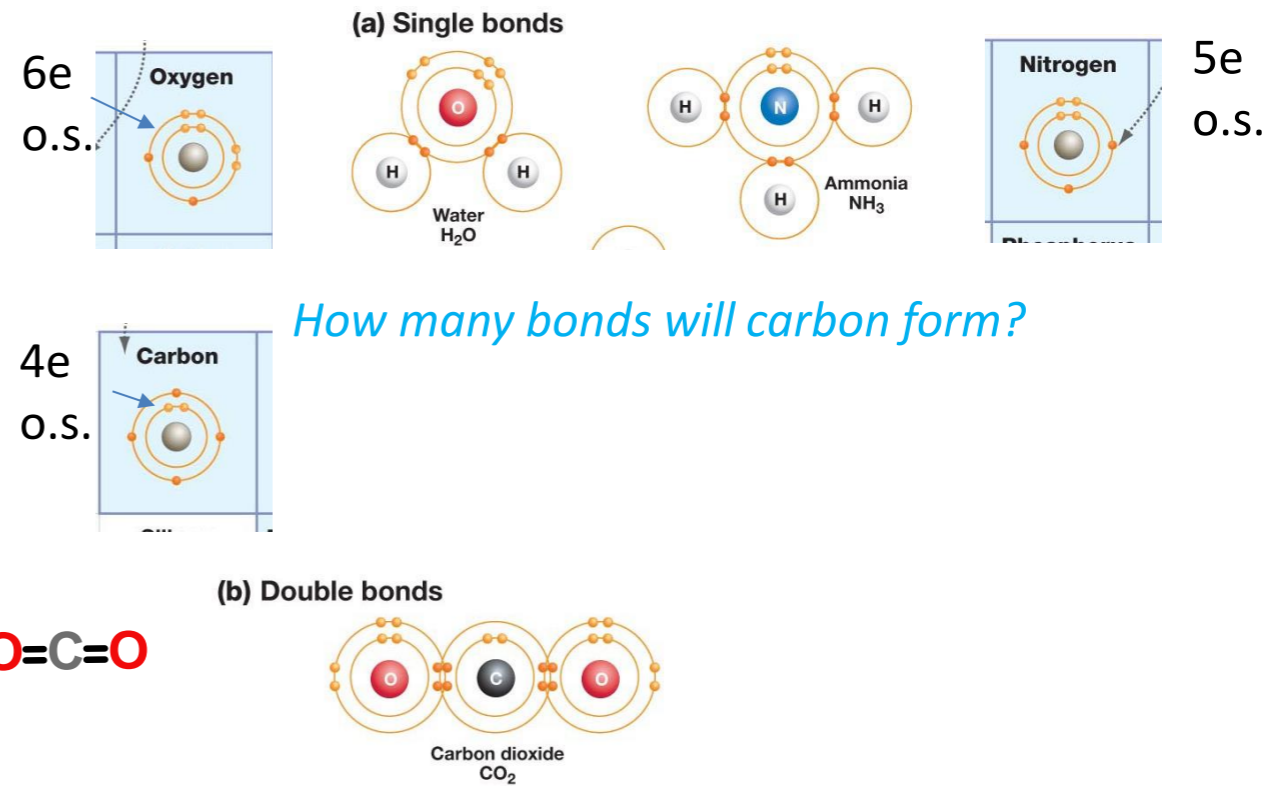 (a) Single bonds
6e
o.s.
Oxygen
O
H
H
Water
H₂O
N
H
H
H
Ammonia
NH₃
Nitrogen
5e
o.s.
How many bonds will carbon form?
4e
o.s.
Carbon
(b) Double bonds
O=C=O
O
C
O
Carbon dioxide
CO₂